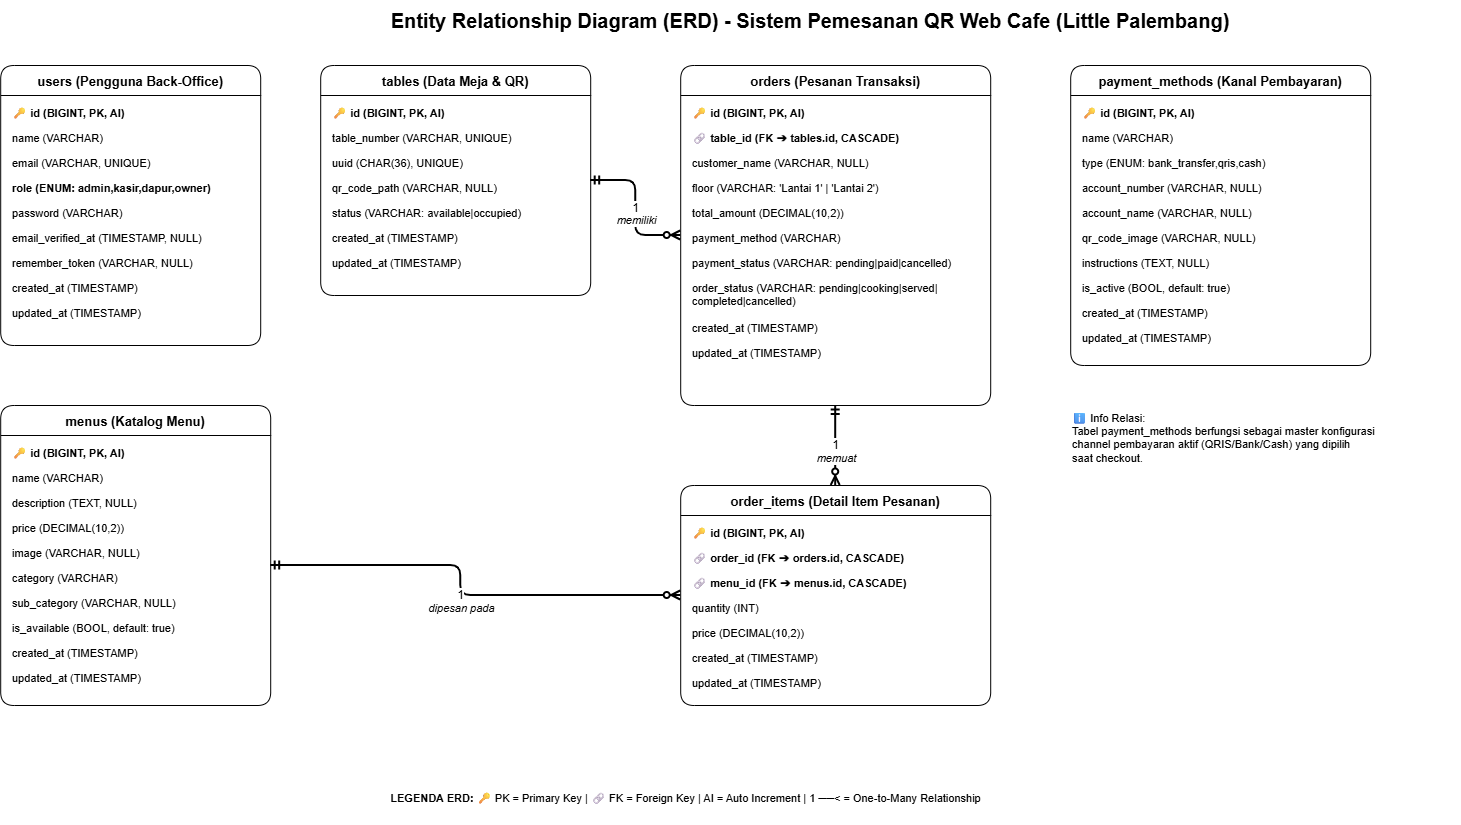 Entity Relationship Diagram (ERD) - Sistem Pemesanan QR Web Cafe (Little Palembang)
users (Pengguna Back-Office)
🔑 id (BIGINT, PK, AI)
name (VARCHAR)
email (VARCHAR, UNIQUE)
role (ENUM: admin,kasir,dapur,owner)
password (VARCHAR)
email_verified_at (TIMESTAMP, NULL)
remember_token (VARCHAR, NULL)
created_at (TIMESTAMP)
updated_at (TIMESTAMP)
tables (Data Meja & QR)
🔑 id (BIGINT, PK, AI)
table_number (VARCHAR, UNIQUE)
uuid (CHAR(36), UNIQUE)
qr_code_path (VARCHAR, NULL)
status (VARCHAR: available|occupied)
created_at (TIMESTAMP)
updated_at (TIMESTAMP)
1
memiliki
orders (Pesanan Transaksi)
🔑 id (BIGINT, PK, AI)
🔗 table_id (FK ➔ tables.id, CASCADE)
customer_name (VARCHAR, NULL)
floor (VARCHAR: 'Lantai 1' | 'Lantai 2')
total_amount (DECIMAL(10,2))
payment_method (VARCHAR)
payment_status (VARCHAR: pending|paid|cancelled)
order_status (VARCHAR: pending|cooking|served|
completed|cancelled)
created_at (TIMESTAMP)
updated_at (TIMESTAMP)
payment_methods (Kanal Pembayaran)
🔑 id (BIGINT, PK, AI)
name (VARCHAR)
type (ENUM: bank_transfer,qris,cash)
account_number (VARCHAR, NULL)
account_name (VARCHAR, NULL)
qr_code_image (VARCHAR, NULL)
instructions (TEXT, NULL)
is_active (BOOL, default: true)
created_at (TIMESTAMP)
updated_at (TIMESTAMP)
ℹ️ Info Relasi:
Tabel payment_methods berfungsi sebagai master konfigurasi
channel pembayaran aktif (QRIS/Bank/Cash) yang dipilih
saat checkout.
menus (Katalog Menu)
🔑 id (BIGINT, PK, AI)
name (VARCHAR)
description (TEXT, NULL)
price (DECIMAL(10,2))
image (VARCHAR, NULL)
category (VARCHAR)
sub_category (VARCHAR, NULL)
is_available (BOOL, default: true)
created_at (TIMESTAMP)
updated_at (TIMESTAMP)
1
dipesan pada
1
memuat
order_items (Detail Item Pesanan)
🔑 id (BIGINT, PK, AI)
🔗 order_id (FK ➔ orders.id, CASCADE)
🔗 menu_id (FK ➔ menus.id, CASCADE)
quantity (INT)
price (DECIMAL(10,2))
created_at (TIMESTAMP)
updated_at (TIMESTAMP)
LEGENDA ERD: 🔑 PK = Primary Key | 🔗 FK = Foreign Key | AI = Auto Increment | 1 ──< = One-to-Many Relationship